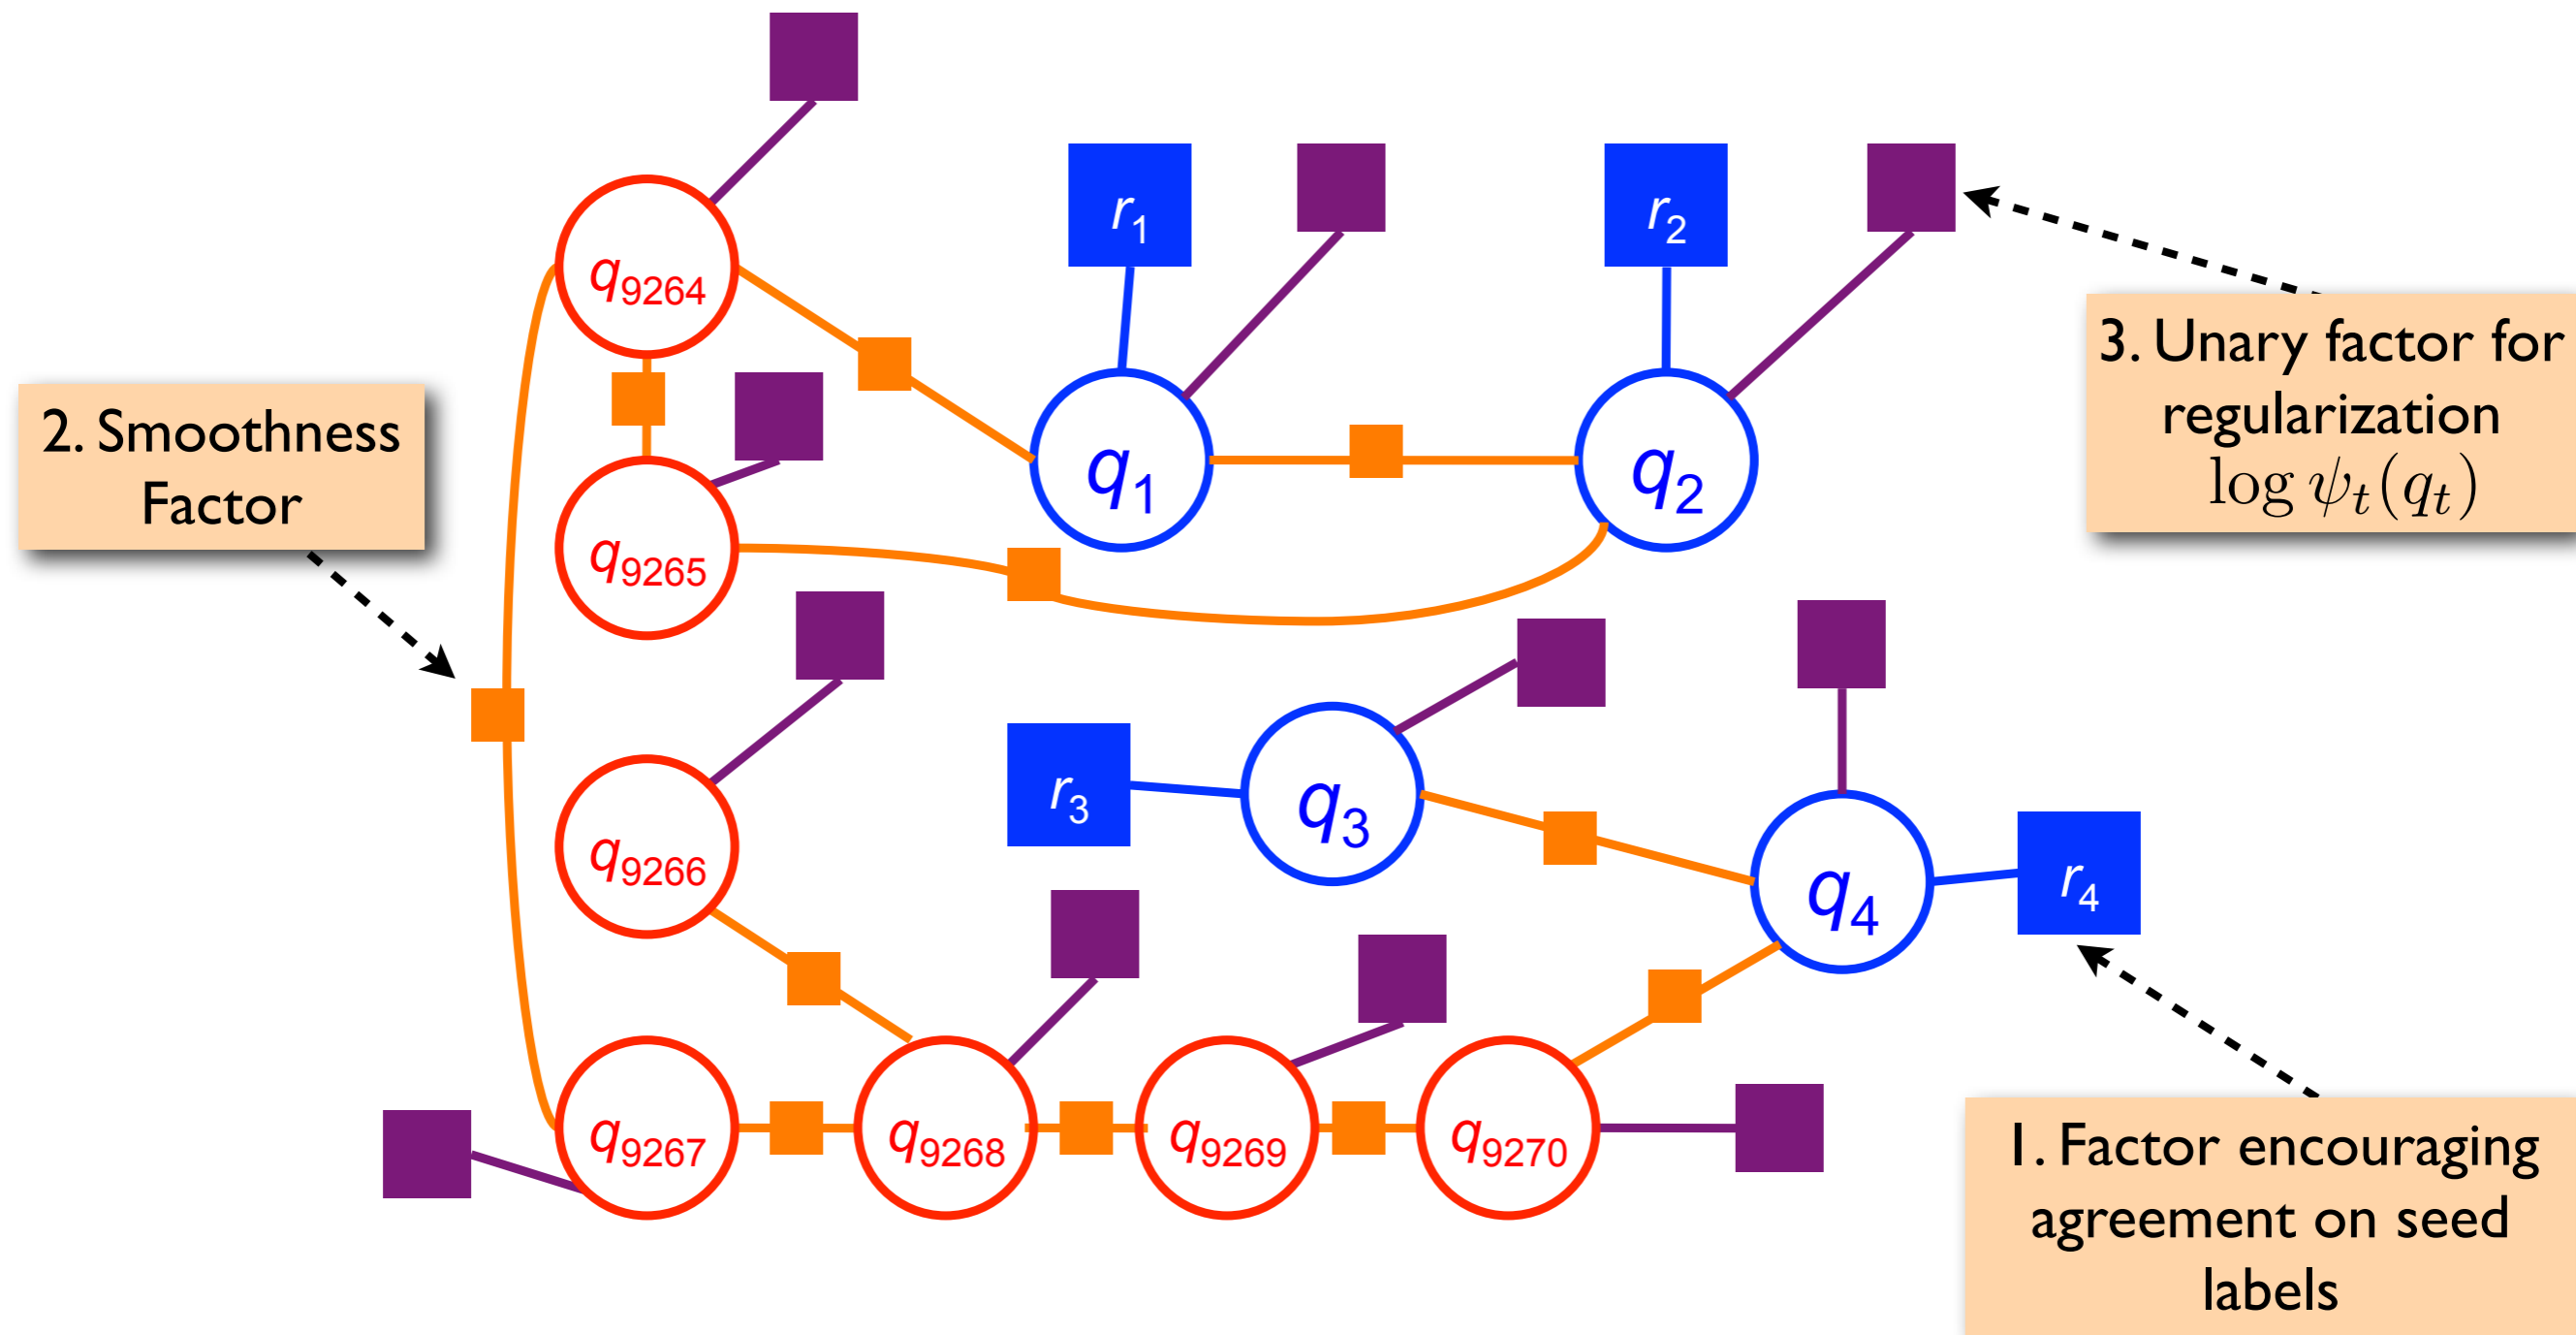 r1
r2
q9264
3. Unary factor for
regularization
log ψt(qt)
2. Smoothness
Factor
q1
q2
q9265
r3
q3
q9266
q4
r4
q9267
q9268
q9269
q9270
1. Factor encouraging
agreement on seed
labels